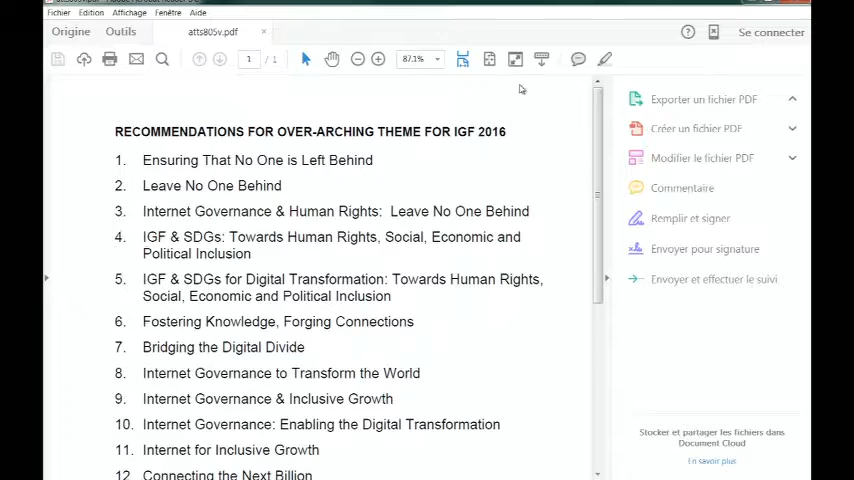 Fichier Edition Affichage Fenêtre Aide
Origine Outils atts805v.pdf × Se connecter
1 / 1 87.1%
RECOMMENDATIONS FOR OVER-ARCHING THEME FOR IGF 2016
1. Ensuring That No One is Left Behind
2. Leave No One Behind
3. Internet Governance & Human Rights: Leave No One Behind
4. IGF & SDGs: Towards Human Rights, Social, Economic and
Political Inclusion
5. IGF & SDGs for Digital Transformation: Towards Human Rights,
Social, Economic and Political Inclusion
6. Fostering Knowledge, Forging Connections
7. Bridging the Digital Divide
8. Internet Governance to Transform the World
9. Internet Governance & Inclusive Growth
10. Internet Governance: Enabling the Digital Transformation
11. Internet for Inclusive Growth
12 Connecting the Next Billion
Exporter un fichier PDF
Créer un fichier PDF
Modifier le fichier PDF
Commentaire
Remplir et signer
Envoyer pour signature
Envoyer et effectuer le suivi
Stocker et partager les fichiers dans
Document Cloud
En savoir plus